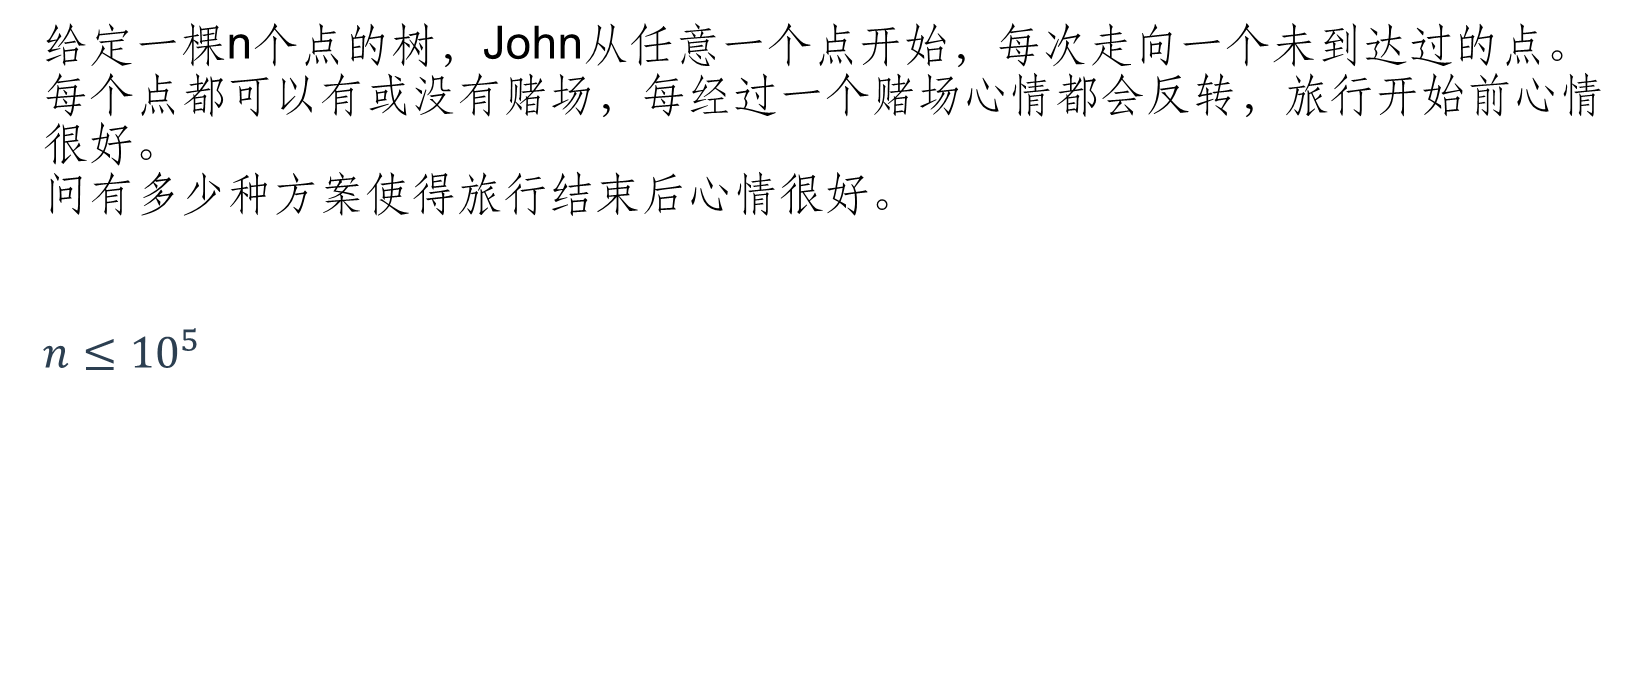 给定一棵n个点的树，John从任意一个点开始，每次走向一个未到达过的点。
每个点都可以有或没有赌场，每经过一个赌场心情都会反转，旅行开始前心情
很好。
问有多少种方案使得旅行结束后心情很好。
n ≤ 10⁵